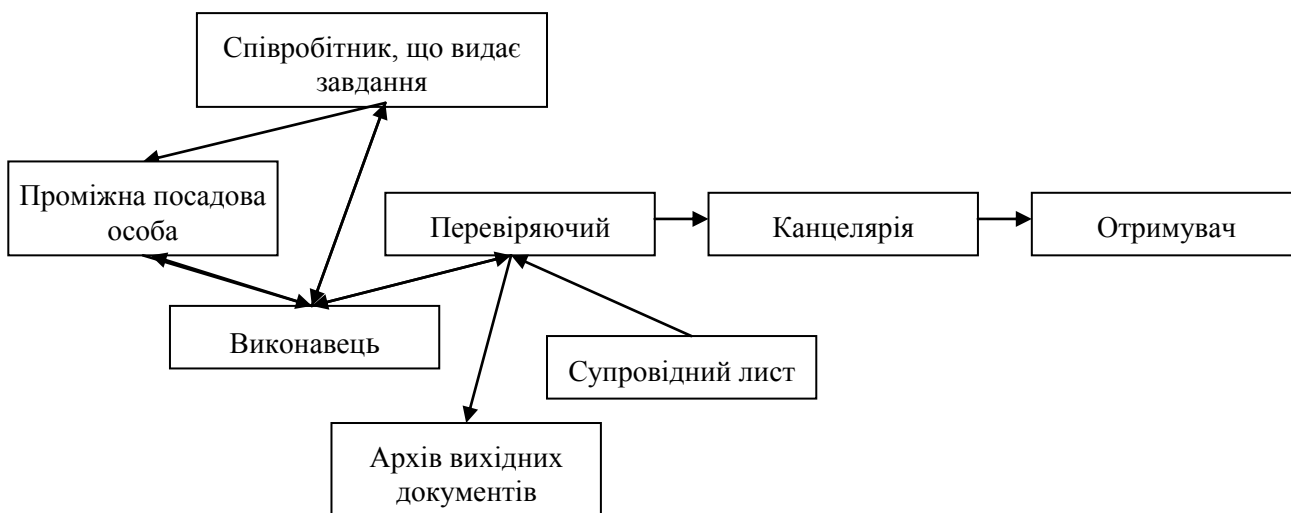 Співробітник, що видає
завдання
Проміжна посадова
особа
Перевіряючий
Канцелярія
Отримувач
Виконавець
Супровідний лист
Архів вихідних
документів